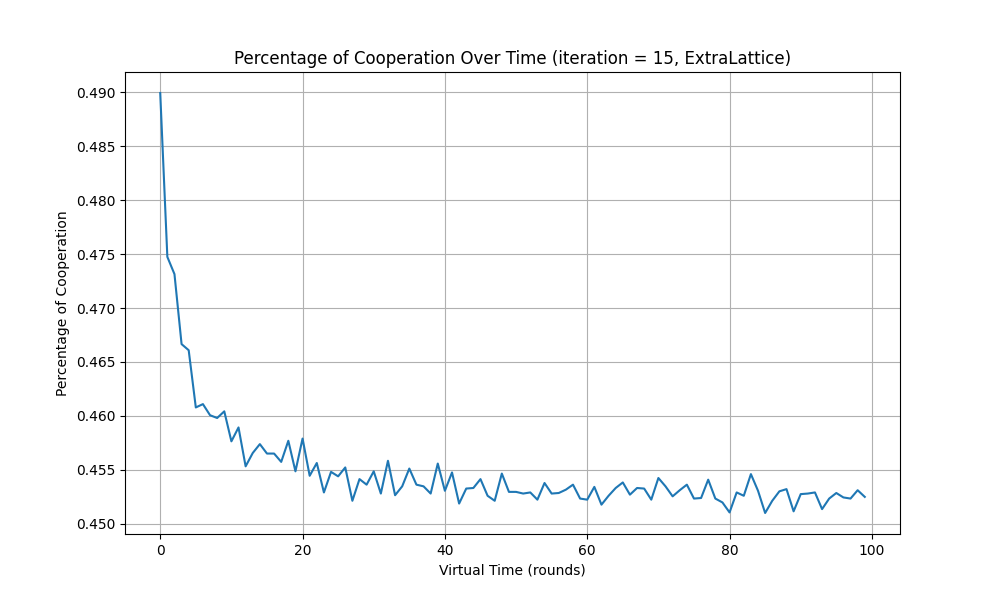 Percentage of Cooperation Over Time (iteration = 15, ExtraLattice)
Percentage of Cooperation
0.490
0.485
0.480
0.475
0.470
0.465
0.460
0.455
0.450
0 20 40 60 80 100
Virtual Time (rounds)